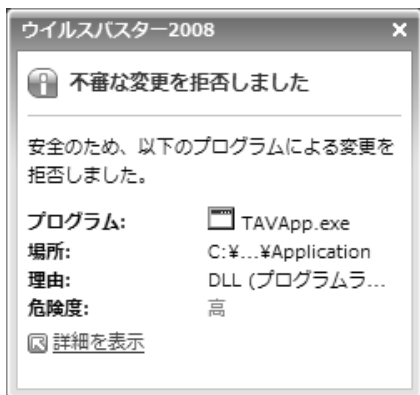 ウイルスバスター2008
不審な変更を拒否しました
安全のため、以下のプログラムによる変更を
拒否しました。
プログラム: TAVApp.exe
場所: C:¥...¥Application
理由: DLL (プログラムラ...
危険度: 高
詳細を表示